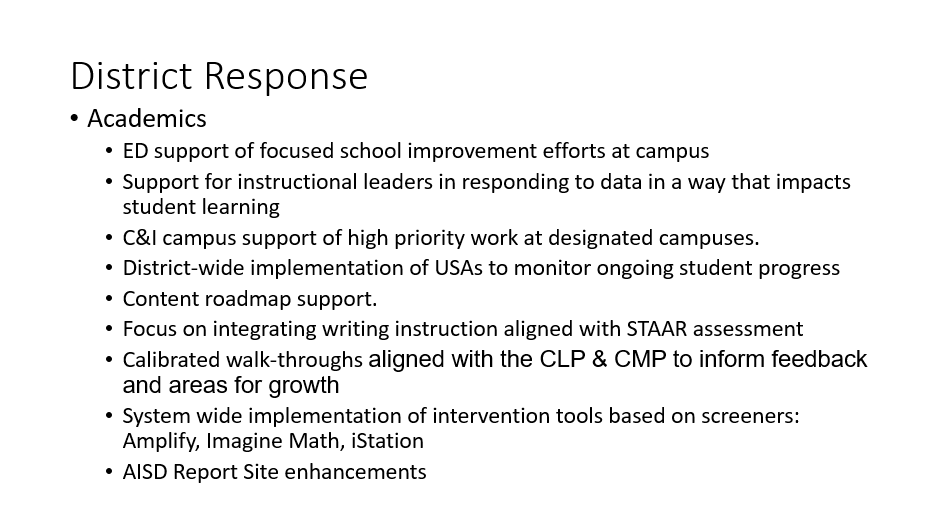 District Response
• Academics
• ED support of focused school improvement efforts at campus
• Support for instructional leaders in responding to data in a way that impacts
student learning
• C&I campus support of high priority work at designated campuses.
• District-wide implementation of USAs to monitor ongoing student progress
• Content roadmap support.
• Focus on integrating writing instruction aligned with STAAR assessment
• Calibrated walk-throughs aligned with the CLP & CMP to inform feedback
and areas for growth
• System wide implementation of intervention tools based on screeners:
Amplify, Imagine Math, iStation
• AISD Report Site enhancements